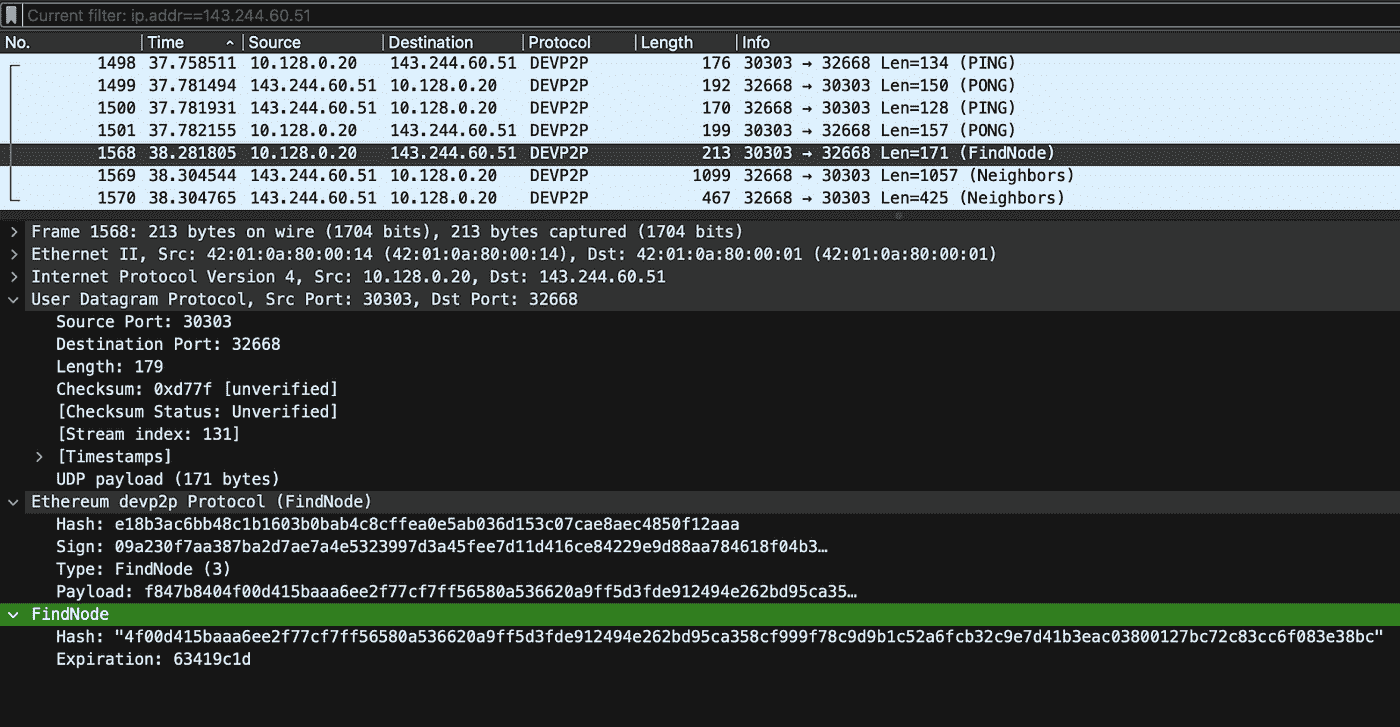 Current filter: ip.addr==143.244.60.51
No. Time Source Destination Protocol Length Info
1498 37.758511 10.128.0.20 143.244.60.51 DEVP2P 176 30303 → 32668 Len=134 (PING)
1499 37.781494 143.244.60.51 10.128.0.20 DEVP2P 192 32668 → 30303 Len=150 (PONG)
1500 37.781931 143.244.60.51 10.128.0.20 DEVP2P 170 32668 → 30303 Len=128 (PING)
1501 37.782155 10.128.0.20 143.244.60.51 DEVP2P 199 30303 → 32668 Len=157 (PONG)
1568 38.281805 10.128.0.20 143.244.60.51 DEVP2P 213 30303 → 32668 Len=171 (FindNode)
1569 38.304544 143.244.60.51 10.128.0.20 DEVP2P 1099 32668 → 30303 Len=1057 (Neighbors)
1570 38.304765 143.244.60.51 10.128.0.20 DEVP2P 467 32668 → 30303 Len=425 (Neighbors)
Frame 1568: 213 bytes on wire (1704 bits), 213 bytes captured (1704 bits)
Ethernet II, Src: 42:01:0a:80:00:14 (42:01:0a:80:00:14), Dst: 42:01:0a:80:00:01 (42:01:0a:80:00:01)
Internet Protocol Version 4, Src: 10.128.0.20, Dst: 143.244.60.51
User Datagram Protocol, Src Port: 30303, Dst Port: 32668
Source Port: 30303
Destination Port: 32668
Length: 179
Checksum: 0xd77f [unverified]
[Checksum Status: Unverified]
[Stream index: 131]
[Timestamps]
UDP payload (171 bytes)
Ethereum devp2p Protocol (FindNode)
Hash: e18b3ac6bb48c1b1603b0bab4c8cffea0e5ab036d153c07cae8aec4850f12aaa
Sign: 09a230f7aa387ba2d7ae7a4e5323997d3a45fee7d11d416ce84229e9d88aa784618f04b3…
Type: FindNode (3)
Payload: f847b8404f00d415baaa6ee2f77cf7ff56580a536620a9ff5d3fde912494e262bd95ca35…
FindNode
Hash: "4f00d415baaa6ee2f77cf7ff56580a536620a9ff5d3fde912494e262bd95ca358cf999f78c9d9b1c52a6fcb32c9e7d41b3eac03800127bc72c83cc6f083e38bc"
Expiration: 63419c1d